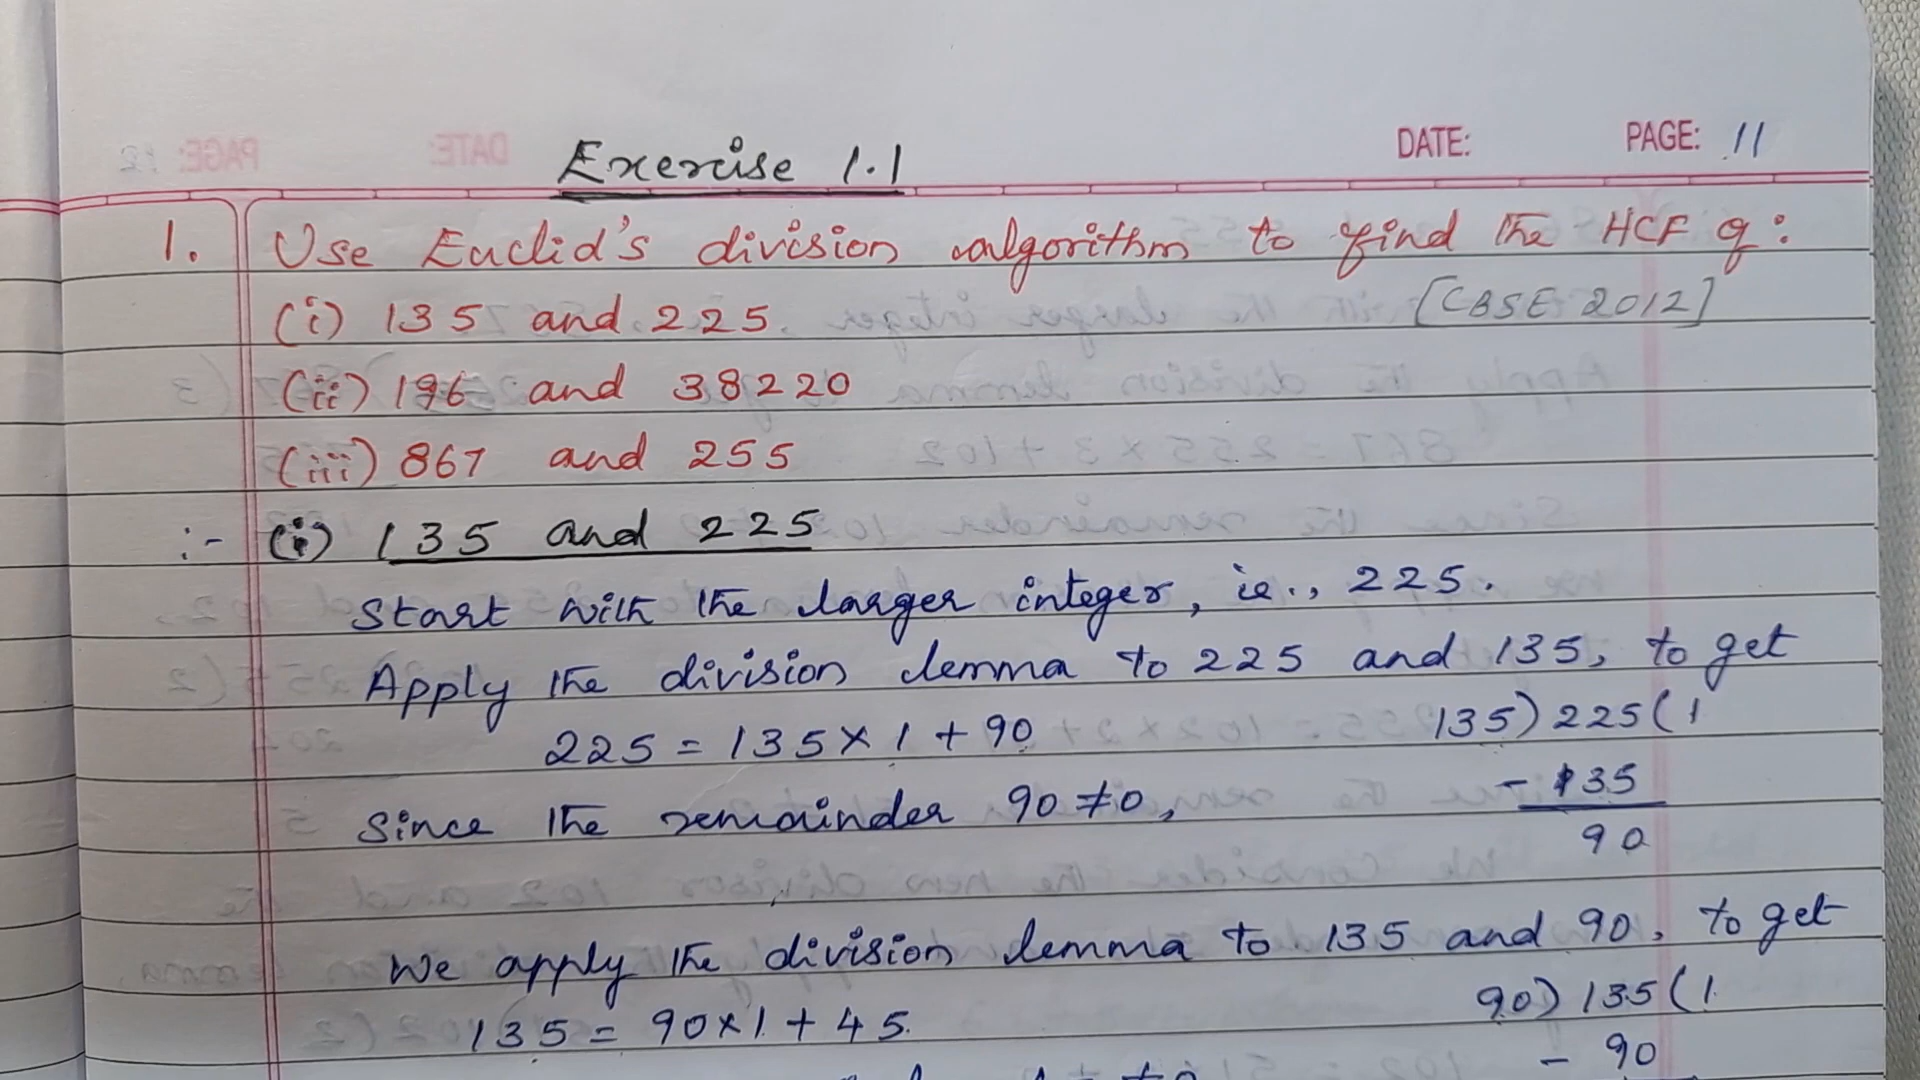 DATE: PAGE: 11
Exercise 1.1
1. Use Euclid's division algorithm to find the HCF of:
(i) 135 and 225. [CBSE 2012]
(ii) 196 and 38220
(iii) 867 and 255
:- (i) 135 and 225
Start with the larger integer, ie., 225.
Apply the division lemma to 225 and 135, to get
225 = 135 × 1 + 90 135) 225 ( 1
- 135
Since the remainder 90 ≠ 0,
90
We apply the division lemma to 135 and 90, to get
135 = 90 × 1 + 45. 90) 135 ( 1
- 90